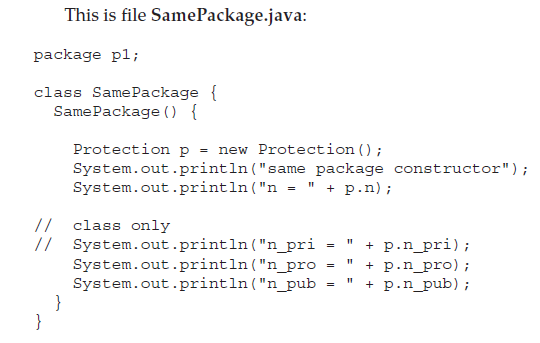 This is file SamePackage.java:
package p1;
class SamePackage {
SamePackage() {
Protection p = new Protection();
System.out.println("same package constructor");
System.out.println("n = " + p.n);
// class only
// System.out.println("n_pri = " + p.n_pri);
System.out.println("n_pro = " + p.n_pro);
System.out.println("n_pub = " + p.n_pub);
}
}